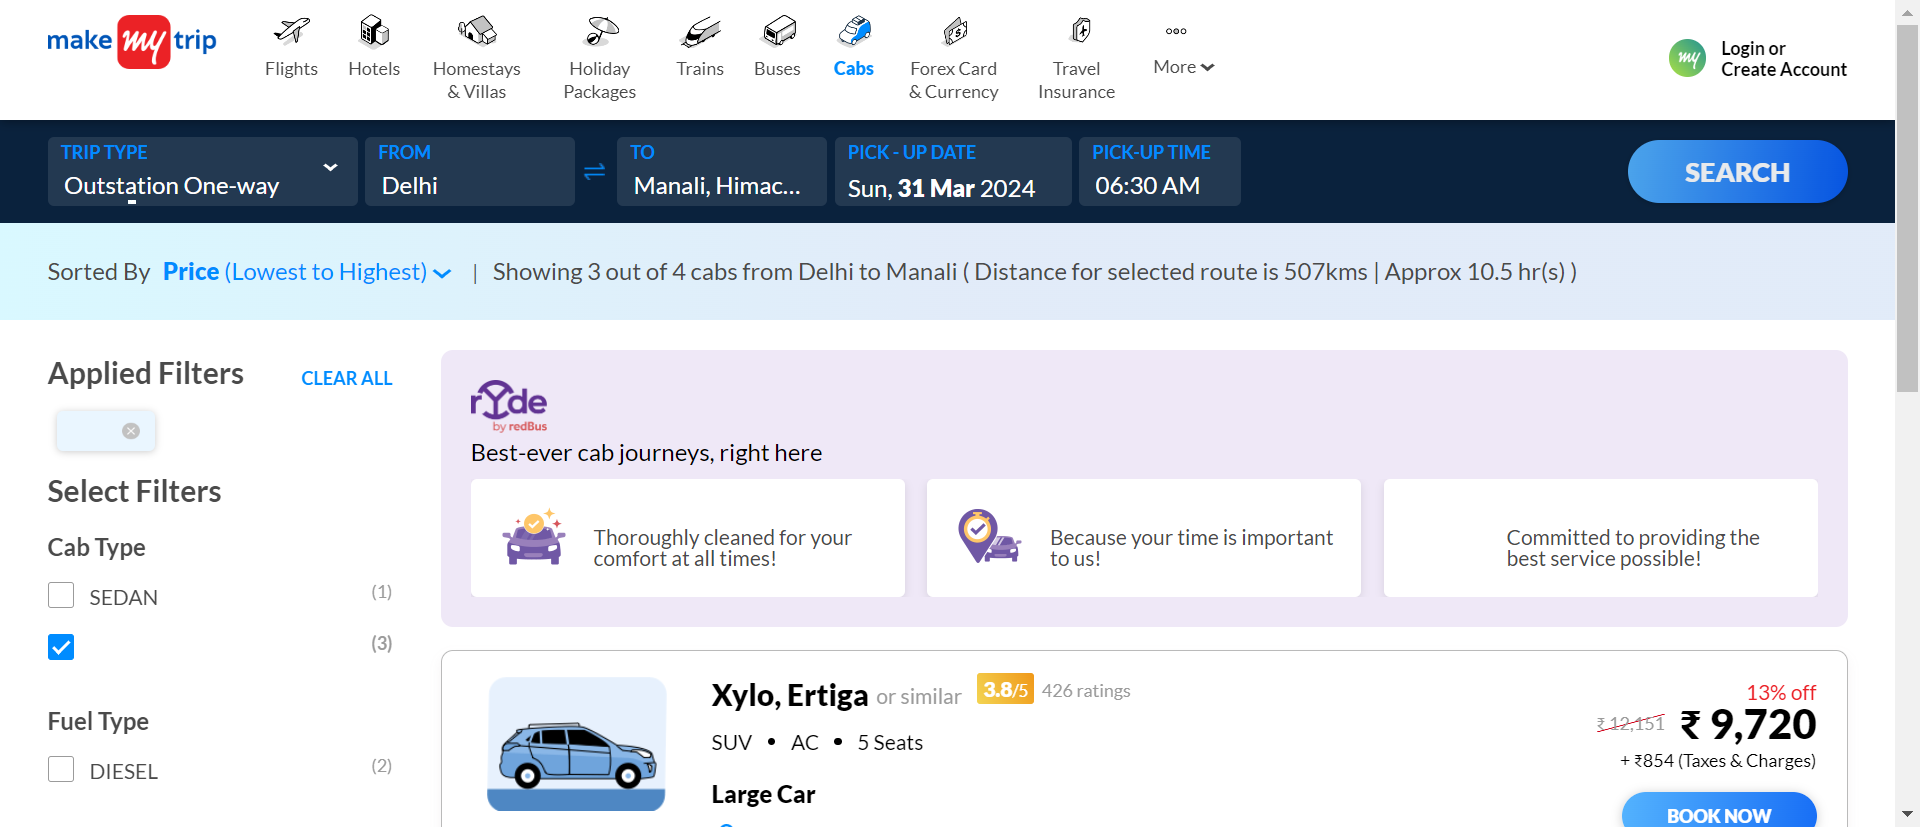 make my trip
Flights
Hotels
Homestays
& Villas
Holiday
Packages
Trains
Buses
Cabs
Forex Card
& Currency
Travel
Insurance
More
my
Login or
Create Account
TRIP TYPE
Outstation One-way
FROM
Delhi
TO
Manali, Himac...
PICK - UP DATE
Sun, 31 Mar 2024
PICK-UP TIME
06:30 AM
SEARCH
Sorted By Price (Lowest to Highest) | Showing 3 out of 4 cabs from Delhi to Manali ( Distance for selected route is 507kms | Approx 10.5 hr(s) )
Applied Filters
CLEAR ALL
Select Filters
Cab Type
SEDAN (1)
(3)
Fuel Type
DIESEL (2)
rYde
by redBus
Best-ever cab journeys, right here
Thoroughly cleaned for your
comfort at all times!
Because your time is important
to us!
Committed to providing the
best service possible!
Xylo, Ertiga or similar 3.8/5 426 ratings
SUV • AC • 5 Seats
Large Car
13% off
₹ 12,151 ₹ 9,720
+ ₹854 (Taxes & Charges)
BOOK NOW